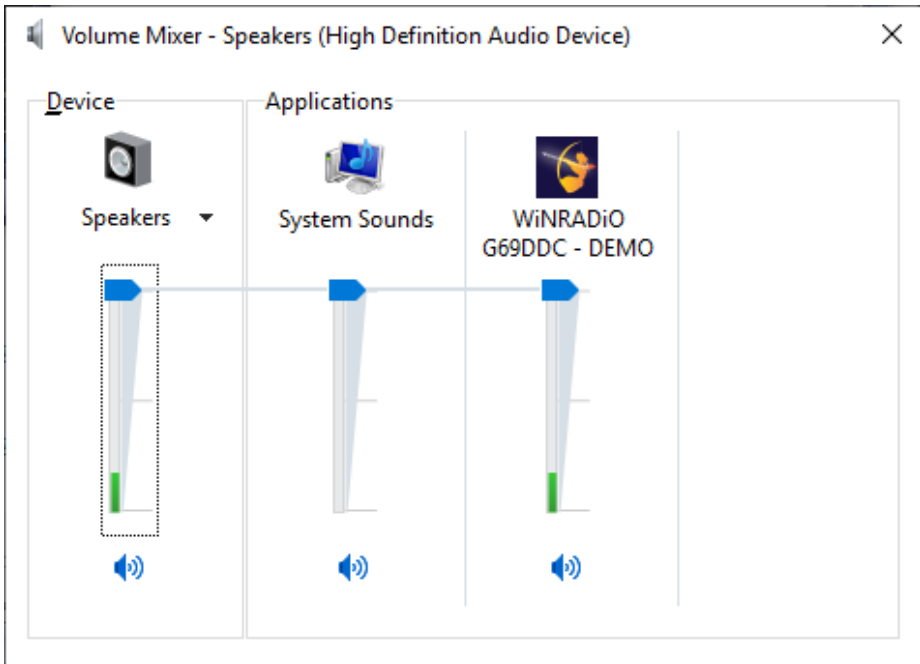 Volume Mixer - Speakers (High Definition Audio Device)
Device
Applications
Speakers
System Sounds
WiNRADiO
G69DDC - DEMO